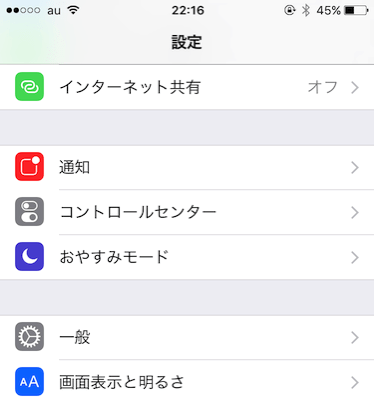 au 22:16 45%
設定
インターネット共有 オフ
通知
コントロールセンター
おやすみモード
一般
AA 画面表示と明るさ